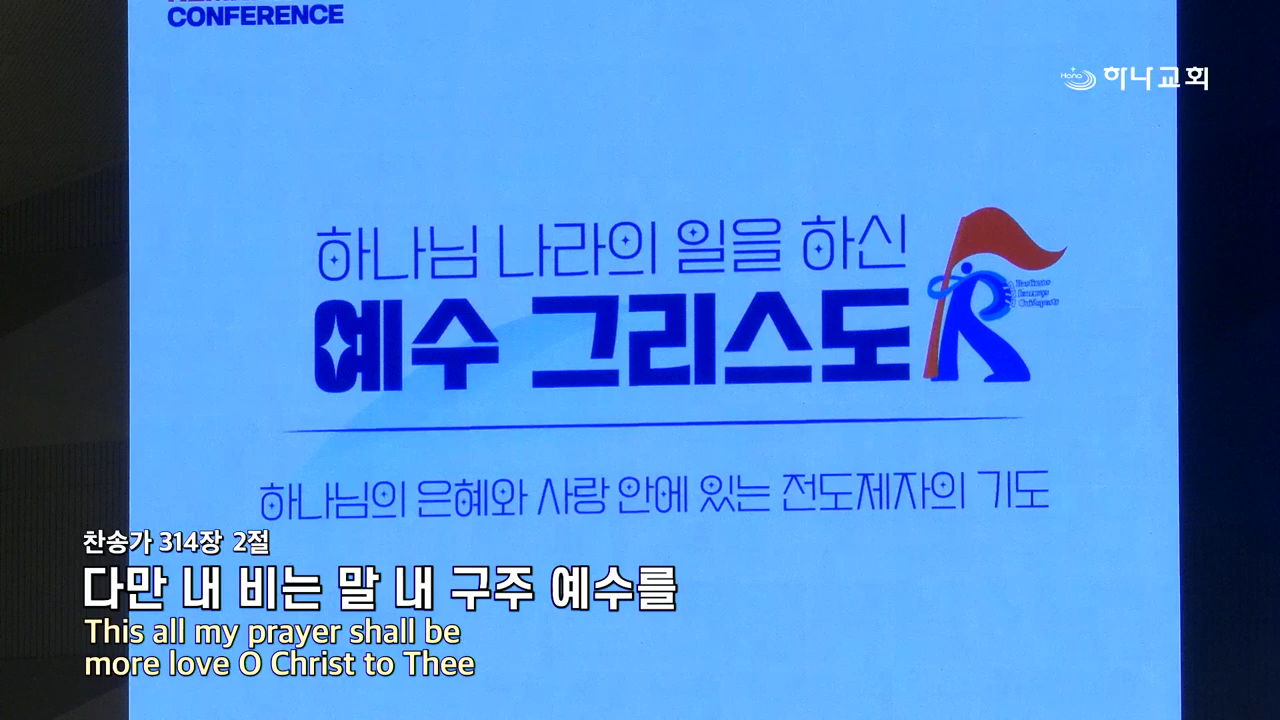 CONFERENCE
Hana 하나교회
하나님 나라의 일을 하신
예수 그리스도
하나님의 은혜와 사랑 안에 있는 전도제자의 기도
찬송가 314장 2절
다만 내 비는 말 내 구주 예수를
This all my prayer shall be
more love O Christ to Thee